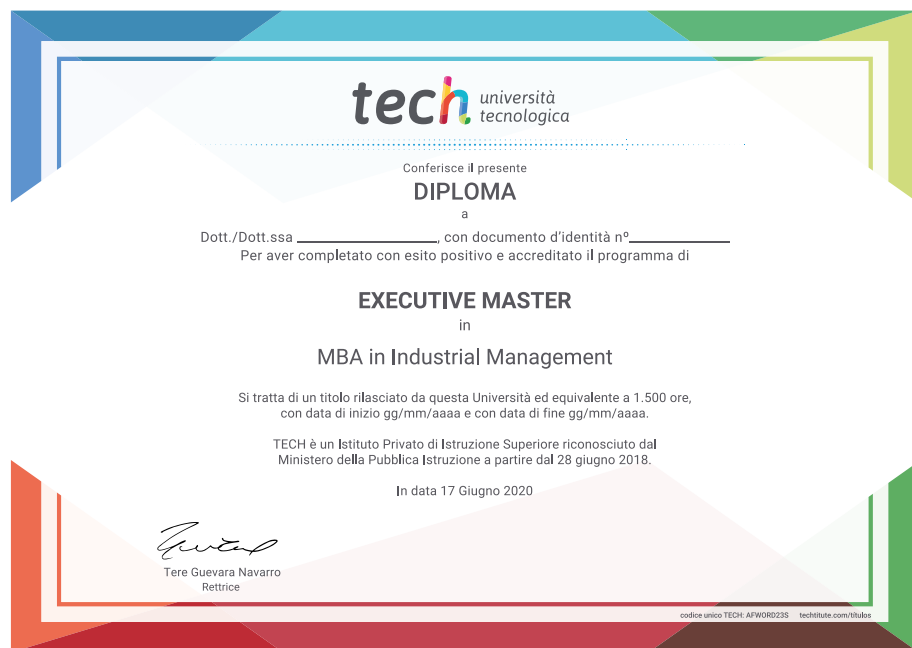 tech università
tecnologica
Conferisce il presente
DIPLOMA
a
Dott./Dott.ssa ________________, con documento d'identità nº____________
Per aver completato con esito positivo e accreditato il programma di
EXECUTIVE MASTER
in
MBA in Industrial Management
Si tratta di un titolo rilasciato da questa Università ed equivalente a 1.500 ore,
con data di inizio gg/mm/aaaa e con data di fine gg/mm/aaaa.
TECH è un Istituto Privato di Istruzione Superiore riconosciuto dal
Ministero della Pubblica Istruzione a partire dal 28 giugno 2018.
In data 17 Giugno 2020
Tere Guevara Navarro
Rettrice
codice unico TECH: AFWORD23S techtitute.com/titulos